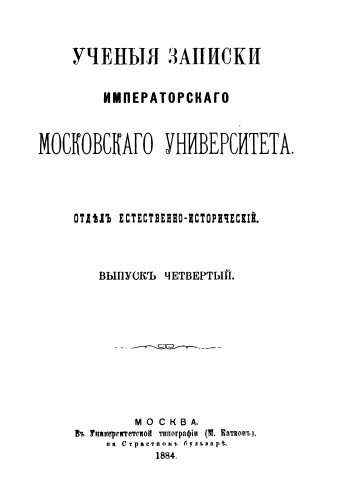 УЧЕНЫЯ ЗАПИСКИ
ИМПЕРАТОРСКАГО
МОСКОВСКАГО УНИВЕРСИТЕТА.
ОТДѢЛЪ ЕСТЕСТВЕННО-ИСТОРИЧЕСКІЙ.
ВЫПУСКЪ ЧЕТВЕРТЫЙ.
МОСКВА.
Въ Университетской типографіи (М. Катковъ).
на Страстномъ бульварѣ.
1884.